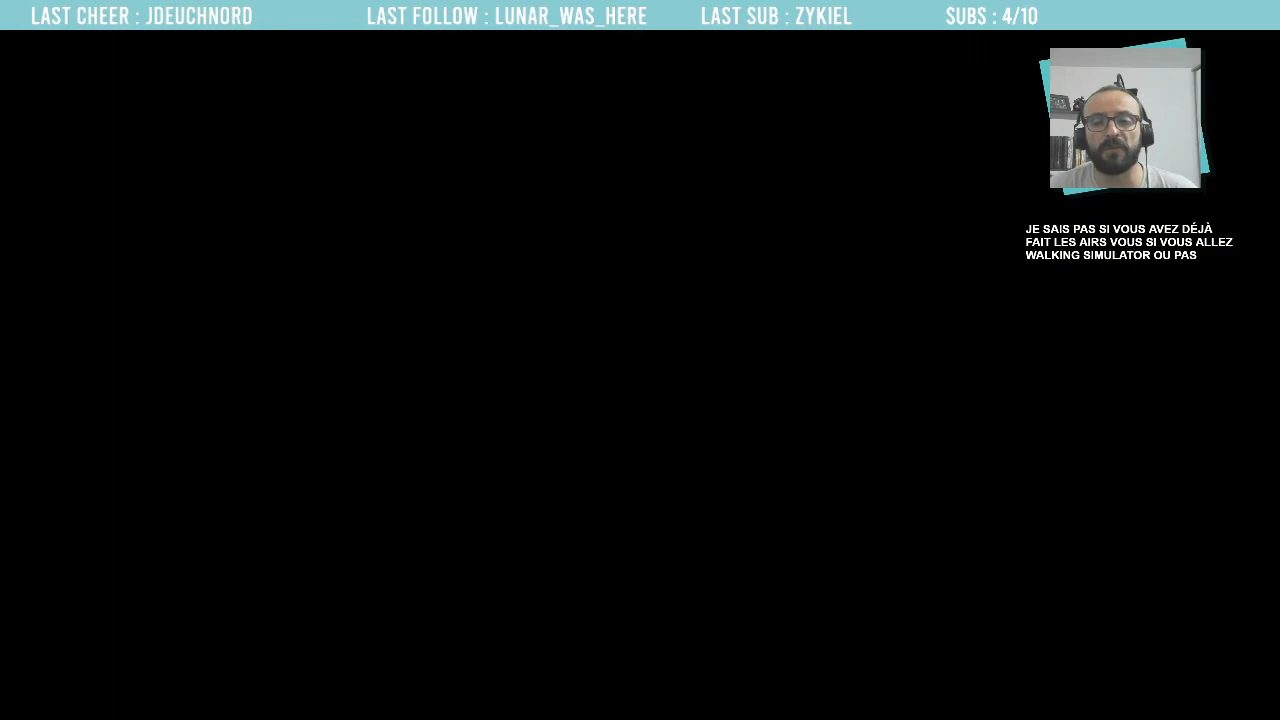 LAST CHEER : JDEUCHNORD LAST FOLLOW : LUNAR_WAS_HERE LAST SUB : ZYKIEL SUBS : 4/10
JE SAIS PAS SI VOUS AVEZ DÉJÀ
FAIT LES AIRS VOUS SI VOUS ALLEZ
WALKING SIMULATOR OU PAS